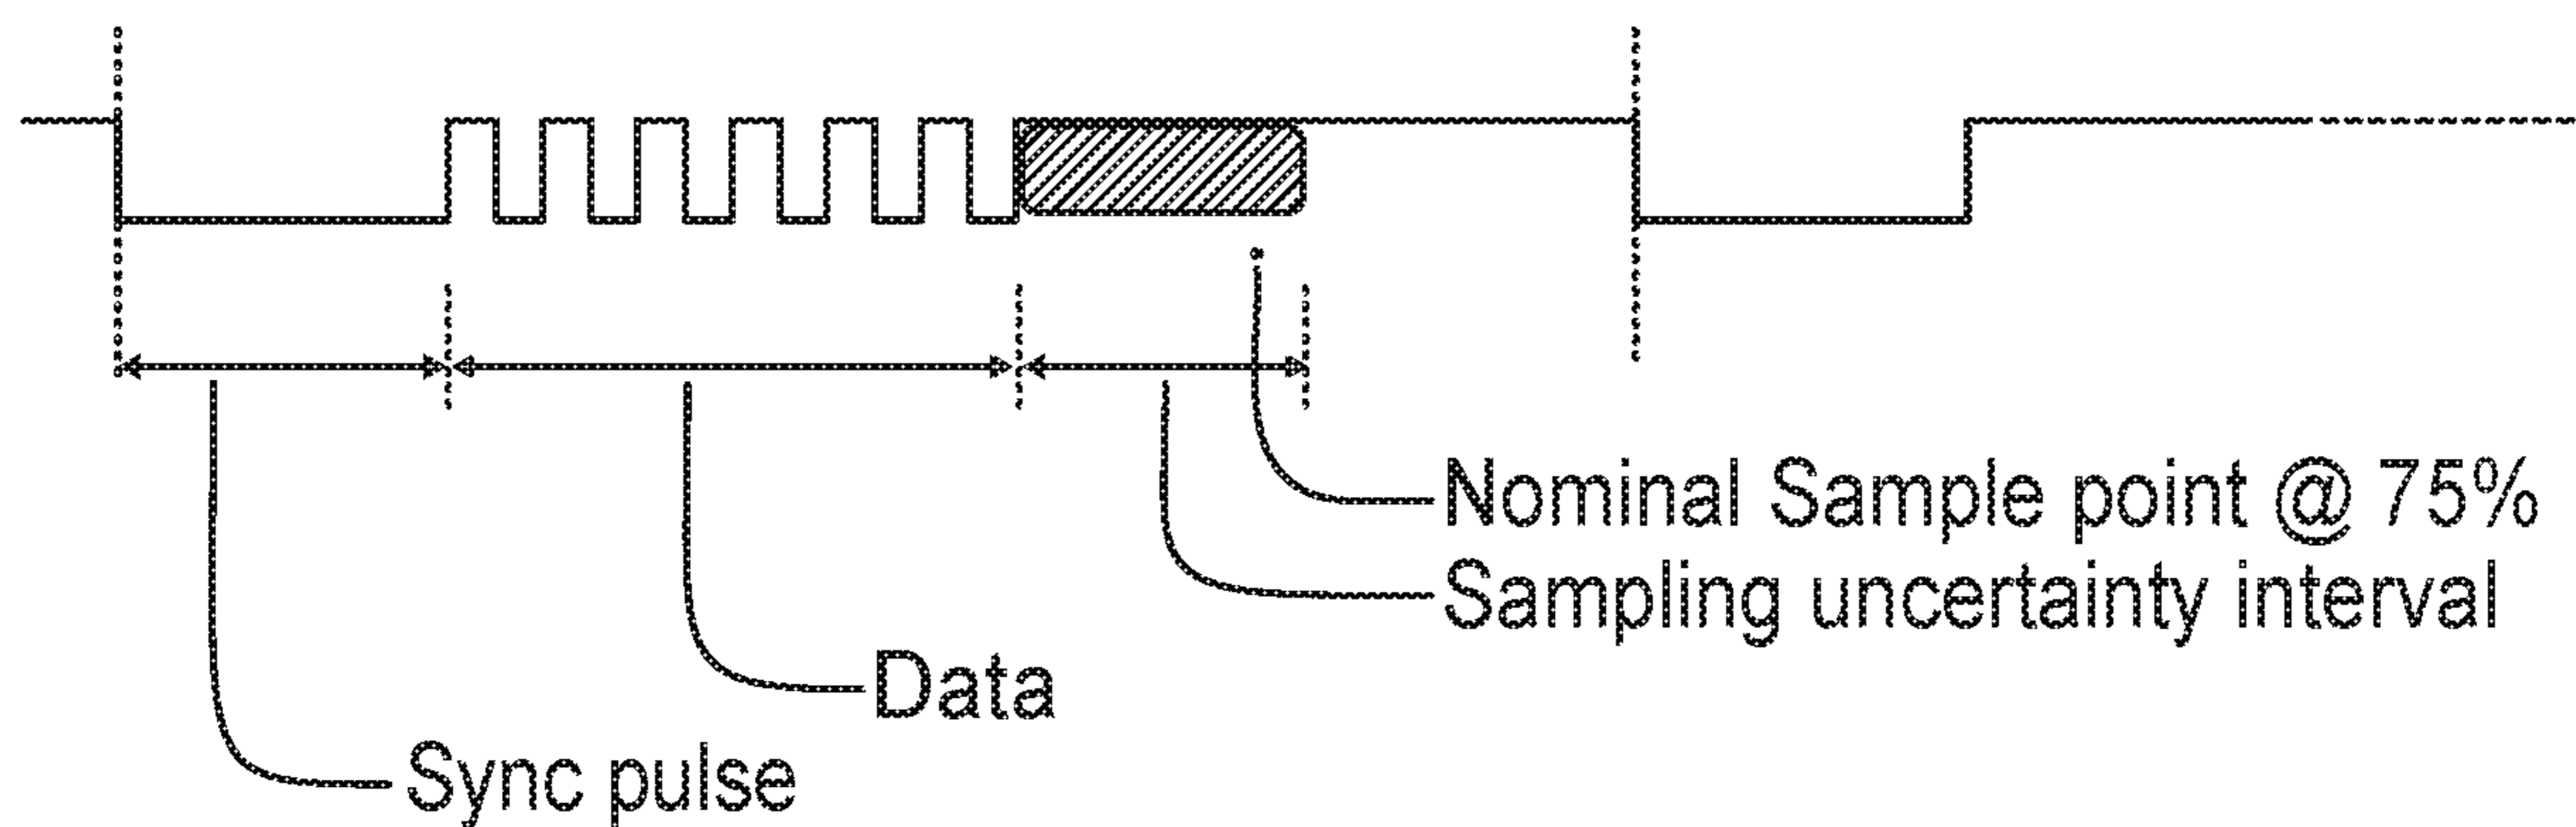 Nominal Sample point @ 75%
Sampling uncertainty interval
Data
Sync pulse